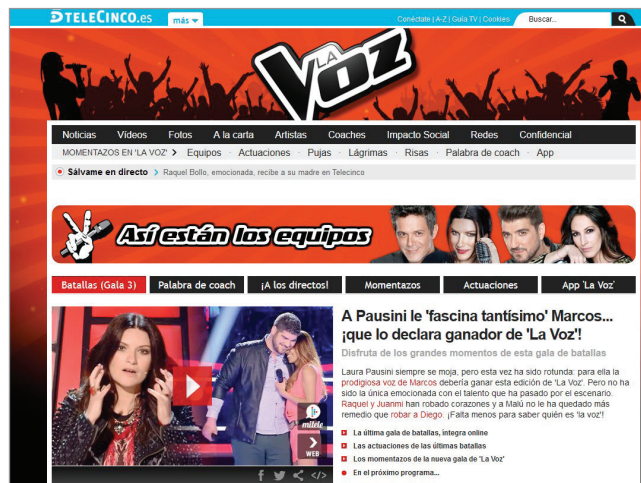 TELECINCO.es más Conéctate | A-Z | Guía TV | Cookies Buscar...
LA
VOZ
Noticias Vídeos Fotos A la carta Artistas Coaches Impacto Social Redes Confidencial
MOMENTAZOS EN 'LA VOZ' > Equipos · Actuaciones · Pujas · Lágrimas · Risas · Palabra de coach · App
Sálvame en directo > Raquel Bollo, emocionada, recibe a su madre en Telecinco
Así están los equipos
Batallas (Gala 3) Palabra de coach ¡A los directos! Momentazos Actuaciones App 'La Voz'
A Pausini le 'fascina tantísimo' Marcos...
¡que lo declara ganador de 'La Voz'!
Disfruta de los grandes momentos de esta gala de batallas
Laura Pausini siempre se moja, pero esta vez ha sido rotunda: para ella la
prodigiosa voz de Marcos debería ganar esta edición de 'La Voz'. Pero no ha
sido la única emocionada con el talento que ha pasado por el escenario.
Raquel y Juanmi han robado corazones y a Malú no le ha quedado más
remedio que robar a Diego. ¡Falta menos para saber quién es 'la voz'!
La última gala de batallas, íntegra online
Las actuaciones de las últimas batallas
Los momentazos de la nueva gala de 'La Voz'
En el próximo programa...
mitele
WEB